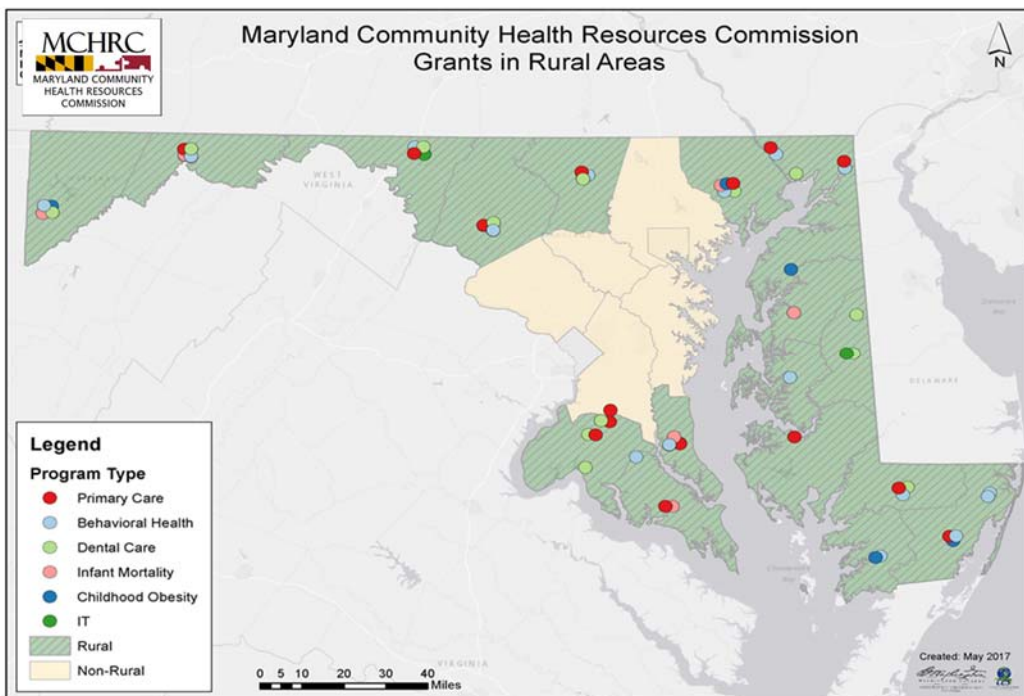 Maryland Community Health Resources Commission
Grants in Rural Areas
MCHRC
MARYLAND COMMUNITY
HEALTH RESOURCES
COMMISSION
N
WEST
VIRGINIA
DELAWARE
Legend
Program Type
Primary Care
Behavioral Health
Dental Care
Infant Mortality
Childhood Obesity
IT
Rural
Non-Rural
VIRGINIA
0 5 10 20 30 40
Miles
Created: May 2017